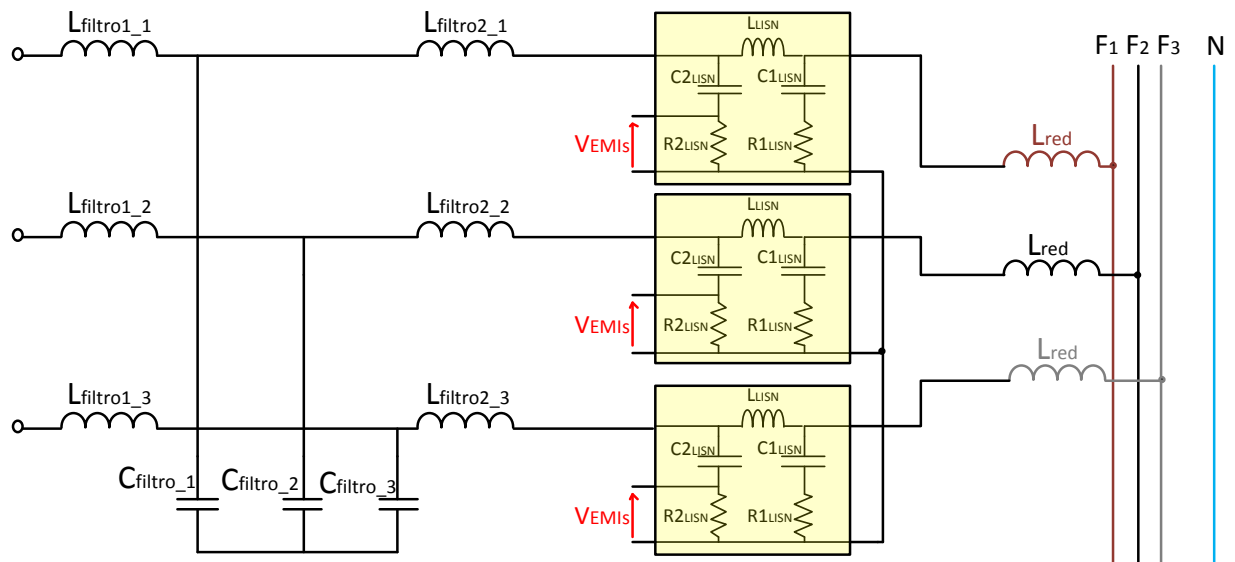 Lfiltro1_1
Lfiltro2_1
LLISN
C2LISN
C1LISN
R2LISN
R1LISN
VEMIs
F1
F2
F3
N
Lred
Lfiltro1_2
Lfiltro2_2
LLISN
C2LISN
C1LISN
R2LISN
R1LISN
VEMIs
Lred
Lfiltro1_3
Lfiltro2_3
LLISN
C2LISN
C1LISN
R2LISN
R1LISN
VEMIs
Lred
Cfiltro_1
Cfiltro_2
Cfiltro_3